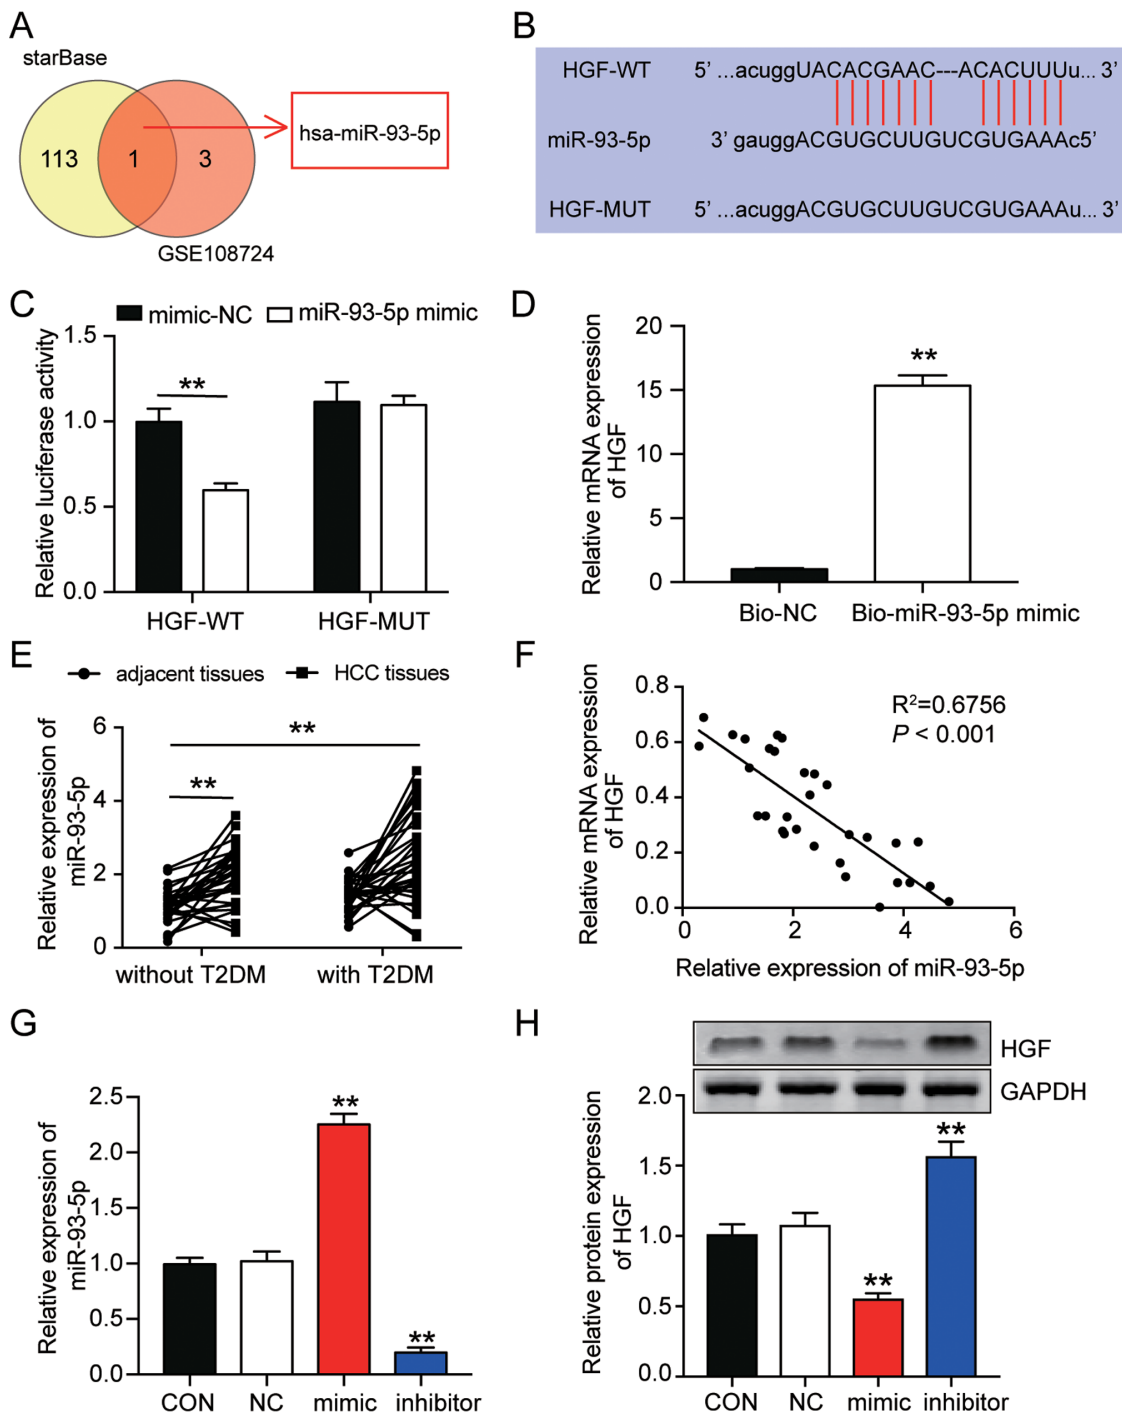 A
starBase
113
1
3
hsa-miR-93-5p
GSE108724
B
HGF-WT 5’ ...acuggUACACGAAC---ACACUUUu... 3’
miR-93-5p 3’ gauggACGUGCUUGUCGUGAAAc5’
HGF-MUT 5’ ...acuggACGUGCUUGUCGUGAAAu... 3’
C
mimic-NC miR-93-5p mimic
Relative luciferase activity
1.5
1.0
0.5
0.0
**
HGF-WT HGF-MUT
D
Relative mRNA expression
of HGF
20
15
10
5
0
**
Bio-NC Bio-miR-93-5p mimic
E
adjacent tissues HCC tissues
Relative expression of
miR-93-5p
6
4
2
0
**
**
without T2DM with T2DM
F
Relative mRNA expression
of HGF
0.8
0.6
0.4
0.2
0.0
R²=0.6756
P < 0.001
0 2 4 6
Relative expression of miR-93-5p
G
Relative expression of
miR-93-5p
2.5
2.0
1.5
1.0
0.5
0.0
**
**
CON NC mimic inhibitor
H
HGF
GAPDH
Relative protein expression
of HGF
2.0
1.5
1.0
0.5
0.0
**
**
CON NC mimic inhibitor